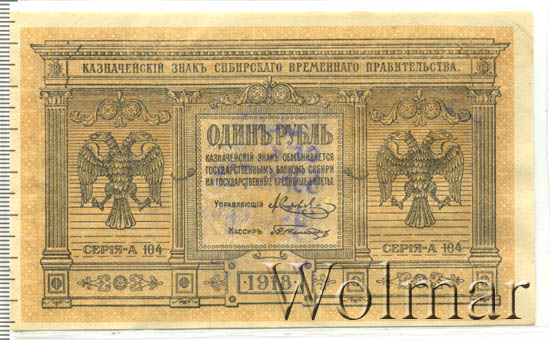 КАЗНАЧЕЙСКІЙ ЗНАКЪ СИБИРСКАГО ВРЕМЕННАГО ПРАВИТЕЛЬСТВА.
ОДИНЪ РУБЛЬ
КАЗНАЧЕЙСКІЙ ЗНАКЪ ОБМѢНИВАЕТСЯ
ГОСУДАРСТВЕННЫМЪ БАНКОМЪ СИБИРИ
НА ГОСУДАРСТВЕННЫЕ КРЕДИТНЫЕ БИЛЕТЫ.
УПРАВЛЯЮЩІЙ
КАССИРЪ
СЕРІЯ-А 104
СЕРІЯ-А 104
·1918·
Wolmar